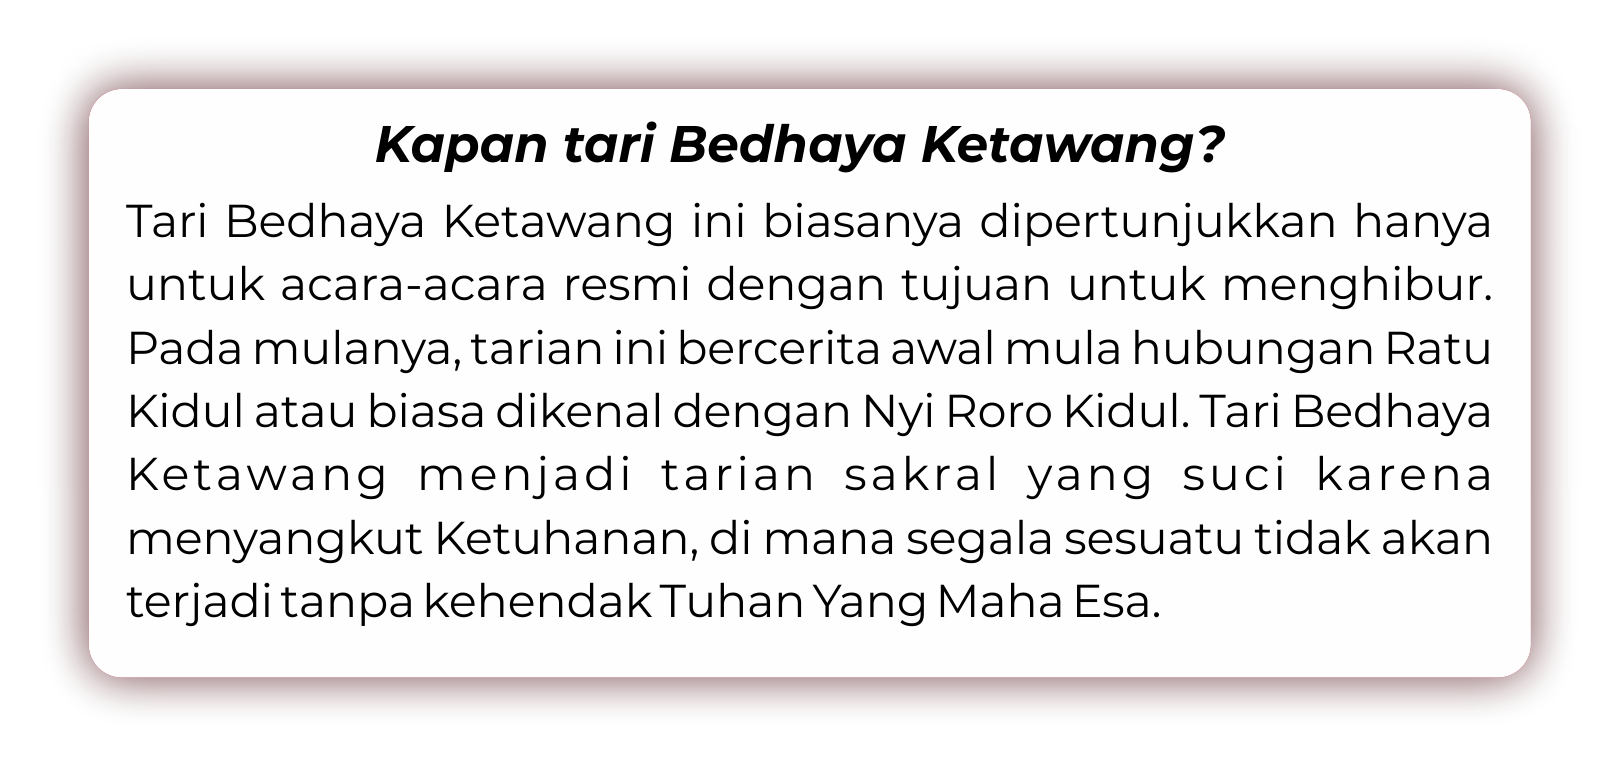 Kapan tari Bedhaya Ketawang?
Tari Bedhaya Ketawang ini biasanya dipertunjukkan hanya
untuk acara-acara resmi dengan tujuan untuk menghibur.
Pada mulanya, tarian ini bercerita awal mula hubungan Ratu
Kidul atau biasa dikenal dengan Nyi Roro Kidul. Tari Bedhaya
Ketawang menjadi tarian sakral yang suci karena
menyangkut Ketuhanan, di mana segala sesuatu tidak akan
terjadi tanpa kehendak Tuhan Yang Maha Esa.